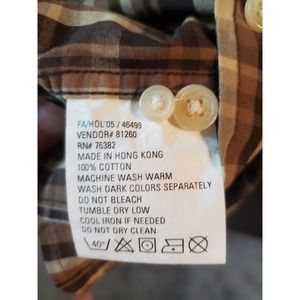 FA/HOL'05 / 46499
VENDOR# 81260
RN# 76382
MADE IN HONG KONG
100% COTTON
MACHINE WASH WARM
WASH DARK COLORS SEPARATELY
DO NOT BLEACH
TUMBLE DRY LOW
COOL IRON IF NEEDED
DO NOT DRY CLEAN
40°